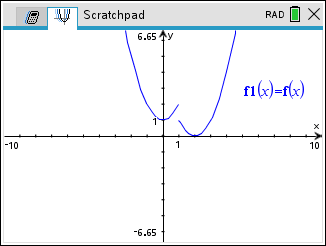 Scratchpad RAD
6.65 y
f1(x)=f(x)
1
x
-10 1 10
-6.65